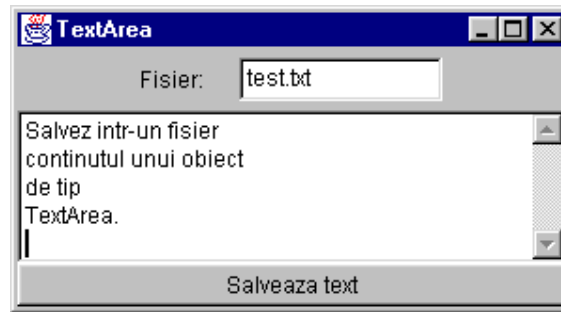 TextArea
Fisier: test.txt
Salvez intr-un fisier
continutul unui obiect
de tip
TextArea.
Salveaza text